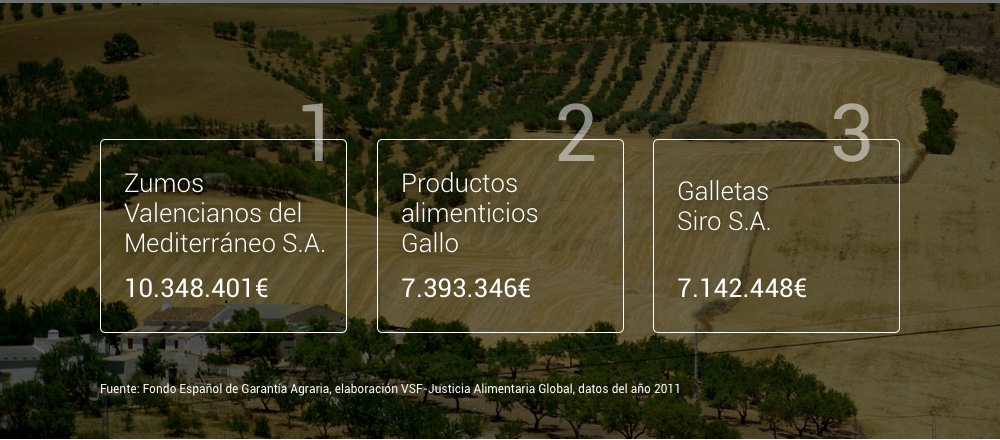 1
Zumos
Valencianos del
Mediterráneo S.A.
10.348.401€
2
Productos
alimenticios
Gallo
7.393.346€
3
Galletas
Siro S.A.
7.142.448€
Fuente: Fondo Español de Garantía Agraria, elaboración VSF-Justicia Alimentaria Global, datos del año 2011